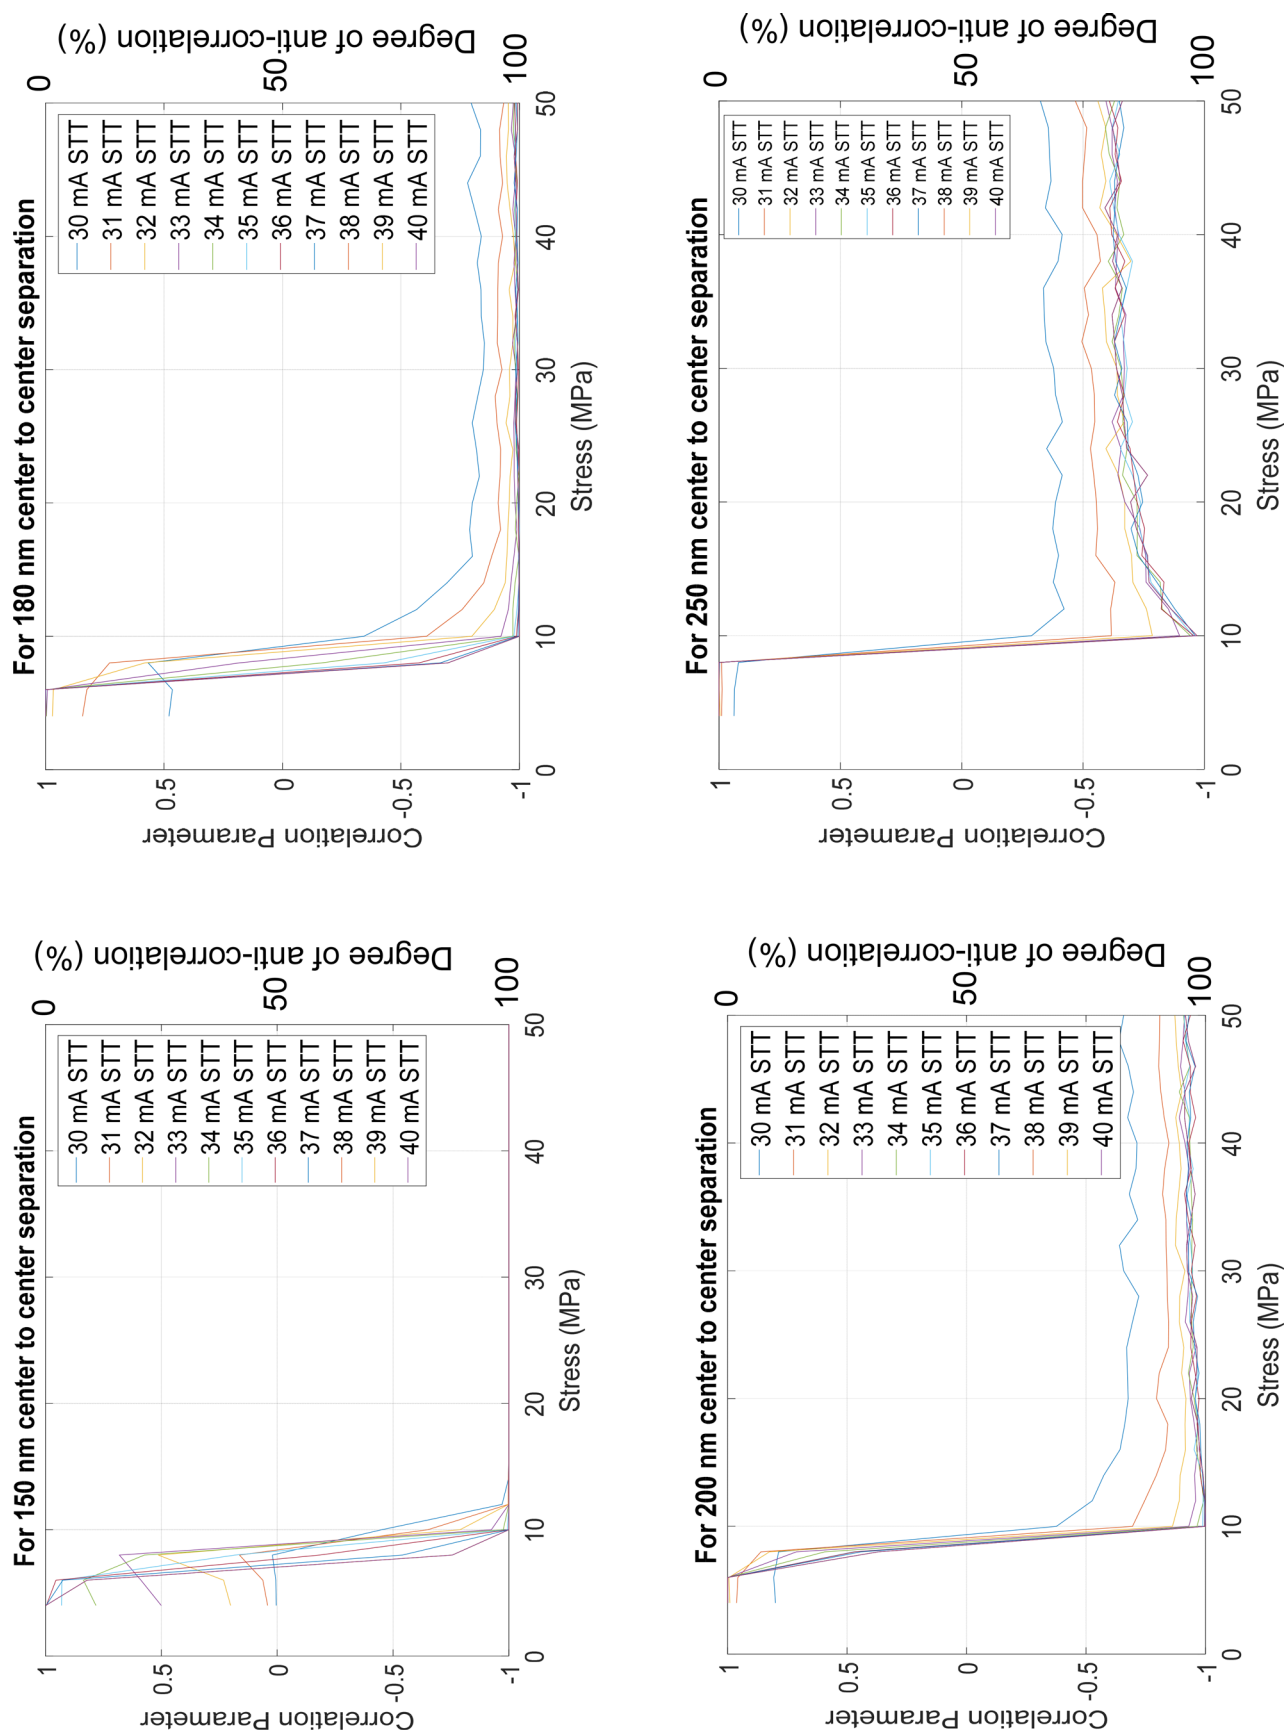 For 150 nm center to center separation
Correlation Parameter
1
0.5
0
-0.5
-1
0
10
20
30
40
50
Stress (MPa)
Degree of anti-correlation (%)
0
50
100
30 mA STT
31 mA STT
32 mA STT
33 mA STT
34 mA STT
35 mA STT
36 mA STT
37 mA STT
38 mA STT
39 mA STT
40 mA STT
For 180 nm center to center separation
Correlation Parameter
1
0.5
0
-0.5
-1
0
10
20
30
40
50
Stress (MPa)
Degree of anti-correlation (%)
0
50
100
30 mA STT
31 mA STT
32 mA STT
33 mA STT
34 mA STT
35 mA STT
36 mA STT
37 mA STT
38 mA STT
39 mA STT
40 mA STT
For 200 nm center to center separation
Correlation Parameter
1
0.5
0
-0.5
-1
0
10
20
30
40
50
Stress (MPa)
Degree of anti-correlation (%)
0
50
100
30 mA STT
31 mA STT
32 mA STT
33 mA STT
34 mA STT
35 mA STT
36 mA STT
37 mA STT
38 mA STT
39 mA STT
40 mA STT
For 250 nm center to center separation
Correlation Parameter
1
0.5
0
-0.5
-1
0
10
20
30
40
50
Stress (MPa)
Degree of anti-correlation (%)
0
50
100
30 mA STT
31 mA STT
32 mA STT
33 mA STT
34 mA STT
35 mA STT
36 mA STT
37 mA STT
38 mA STT
39 mA STT
40 mA STT